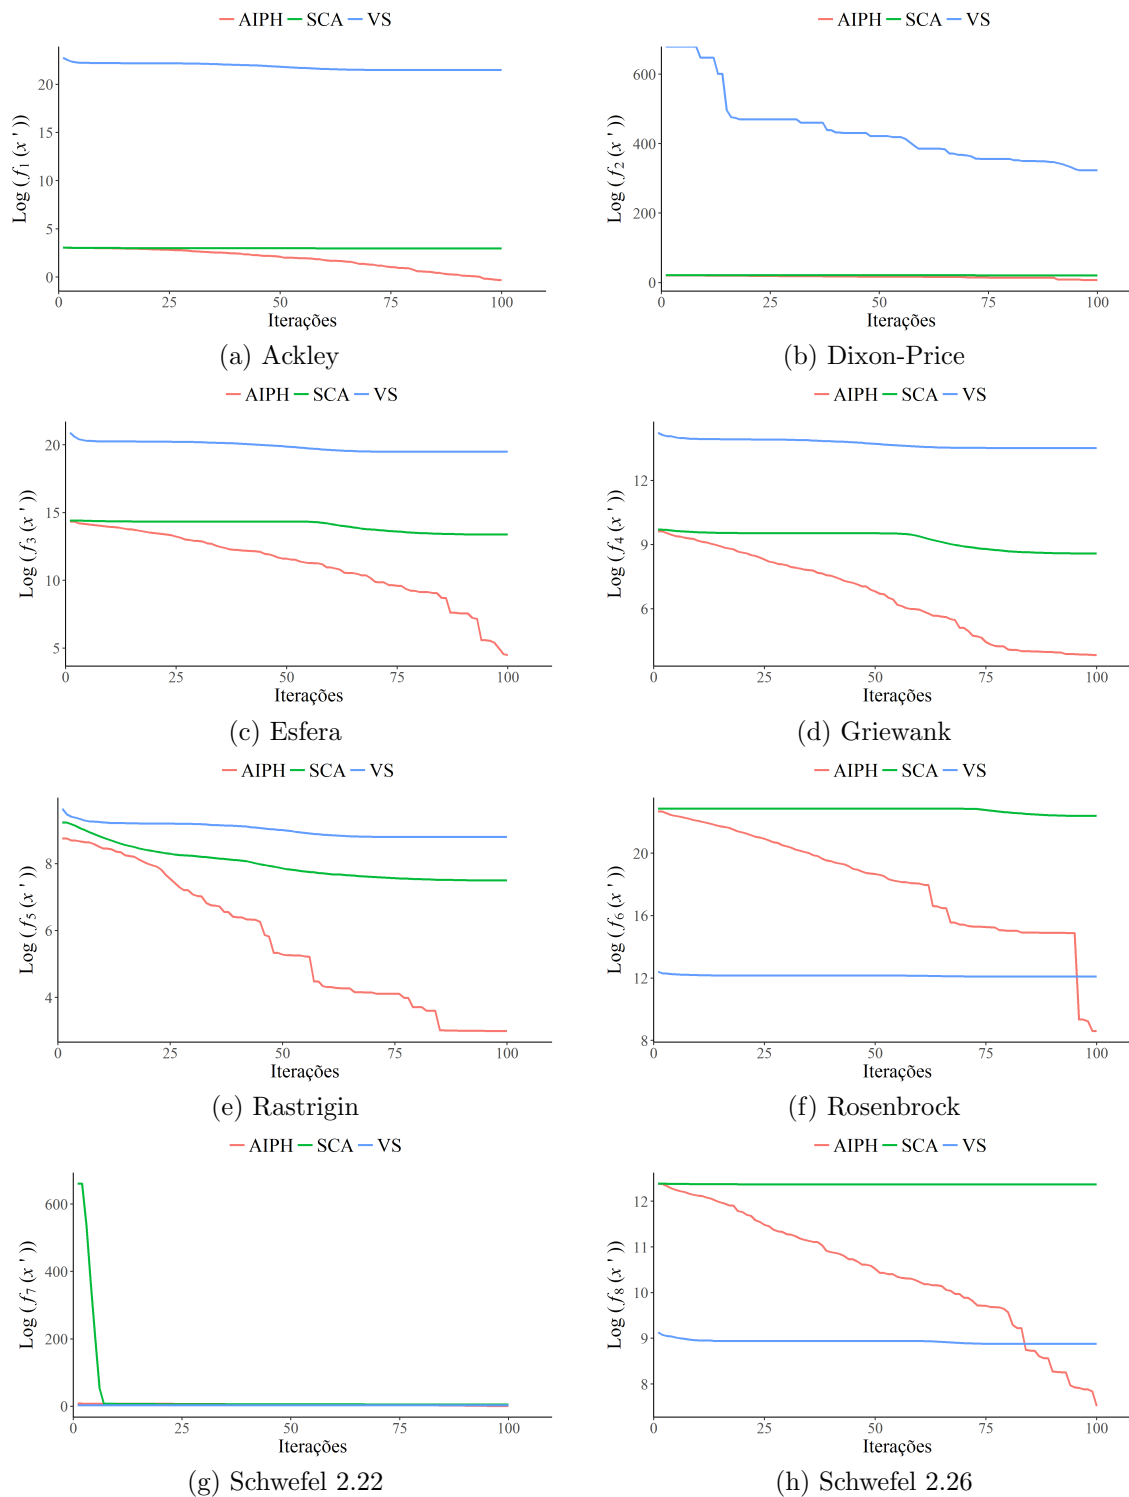 AIPH SCA VS
Log ( f1 ( x ' ))
20
15
10
5
0
0 25 50 75 100
Iterações
(a) Ackley
AIPH SCA VS
Log ( f2 ( x ' ))
600
400
200
0
0 25 50 75 100
Iterações
(b) Dixon-Price
AIPH SCA VS
Log ( f3 ( x ' ))
20
15
10
5
0 25 50 75 100
Iterações
(c) Esfera
AIPH SCA VS
Log ( f4 ( x ' ))
12
9
6
0 25 50 75 100
Iterações
(d) Griewank
AIPH SCA VS
Log ( f5 ( x ' ))
8
6
4
0 25 50 75 100
Iterações
(e) Rastrigin
AIPH SCA VS
Log ( f6 ( x ' ))
20
16
12
8
0 25 50 75 100
Iterações
(f) Rosenbrock
AIPH SCA VS
Log ( f7 ( x ' ))
600
400
200
0
0 25 50 75 100
Iterações
(g) Schwefel 2.22
AIPH SCA VS
Log ( f8 ( x ' ))
12
11
10
9
8
0 25 50 75 100
Iterações
(h) Schwefel 2.26